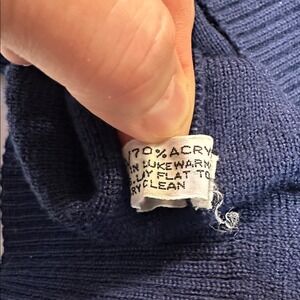 /70% ACRY
IN LUKEWARM
LAY FLAT TO
RY CLEAN